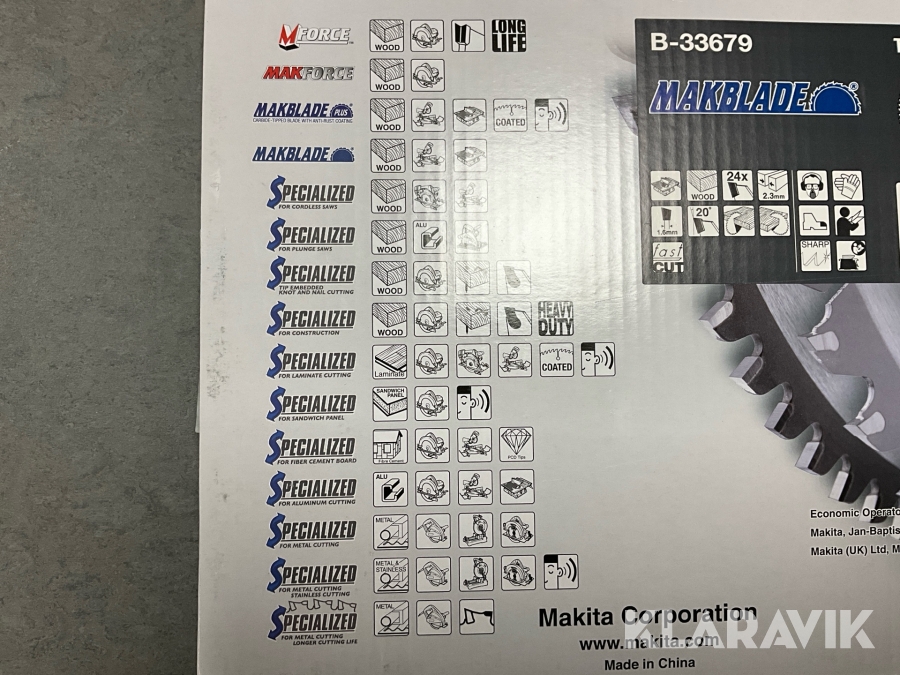 MFORCE WOOD LONG LIFE
MAKFORCE WOOD
MAKBLADE PLUS WOOD COATED
CARBIDE-TIPPED BLADE WITH ANTI-RUST COATING
MAKBLADE WOOD
SPECIALIZED WOOD
FOR CORDLESS SAWS
SPECIALIZED WOOD ALU
FOR PLUNGE SAWS
SPECIALIZED WOOD
TIP EMBEDDED
KNOT AND NAIL CUTTING
SPECIALIZED WOOD HEAVY DUTY
FOR CONSTRUCTION
SPECIALIZED Laminate COATED
FOR LAMINATE CUTTING
SPECIALIZED SANDWICH PANEL
FOR SANDWICH PANEL
SPECIALIZED Fibre Cement PCD Tips
FOR FIBER CEMENT BOARD
SPECIALIZED ALU
FOR ALUMINUM CUTTING
SPECIALIZED METAL
FOR METAL CUTTING
SPECIALIZED METAL & STAINLESS
FOR METAL CUTTING
STAINLESS CUTTING
SPECIALIZED METAL
FOR METAL CUTTING
LONGER CUTTING LIFE
B-33679
MAKBLADE
WOOD 24x 2.3mm
1.6mm 20°
fast CUT SHARP
Economic Operato
Makita, Jan-Baptis
Makita (UK) Ltd, M
Makita Corporation
www.makita.com
Made in China
KLARAVIK